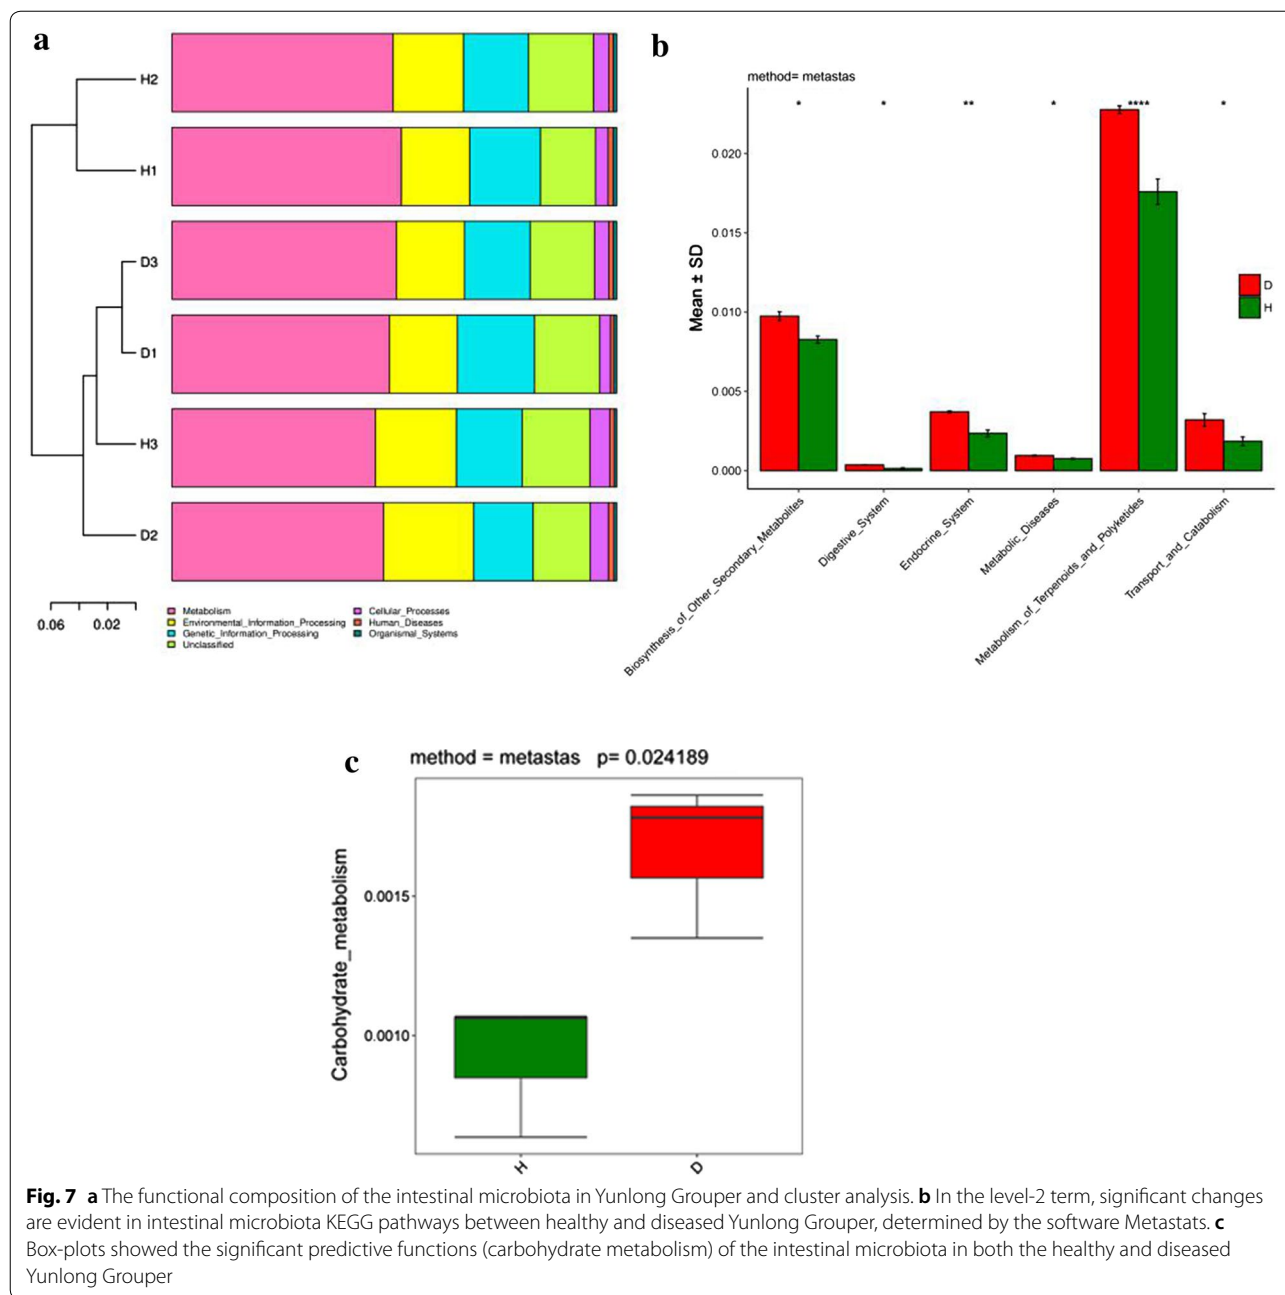 a
H2
H1
D3
D1
H3
D2
0.06 0.02
Metabolism
Environmental_Information_Processing
Genetic_Information_Processing
Unclassified
Cellular_Processes
Human_Diseases
Organismal_Systems
b
method= metastas
* * ** * **** *
Mean ± SD
0.020
0.015
0.010
0.005
0.000
D
H
Biosynthesis_of_Other_Secondary_Metabolites
Digestive_System
Endocrine_System
Metabolic_Diseases
Metabolism_of_Terpenoids_and_Polyketides
Transport_and_Catabolism
c
method = metastas p= 0.024189
Carbohydrate_metabolism
0.0015
0.0010
H D
Fig. 7 a The functional composition of the intestinal microbiota in Yunlong Grouper and cluster analysis. b In the level-2 term, significant changes
are evident in intestinal microbiota KEGG pathways between healthy and diseased Yunlong Grouper, determined by the software Metastats. c
Box-plots showed the significant predictive functions (carbohydrate metabolism) of the intestinal microbiota in both the healthy and diseased
Yunlong Grouper